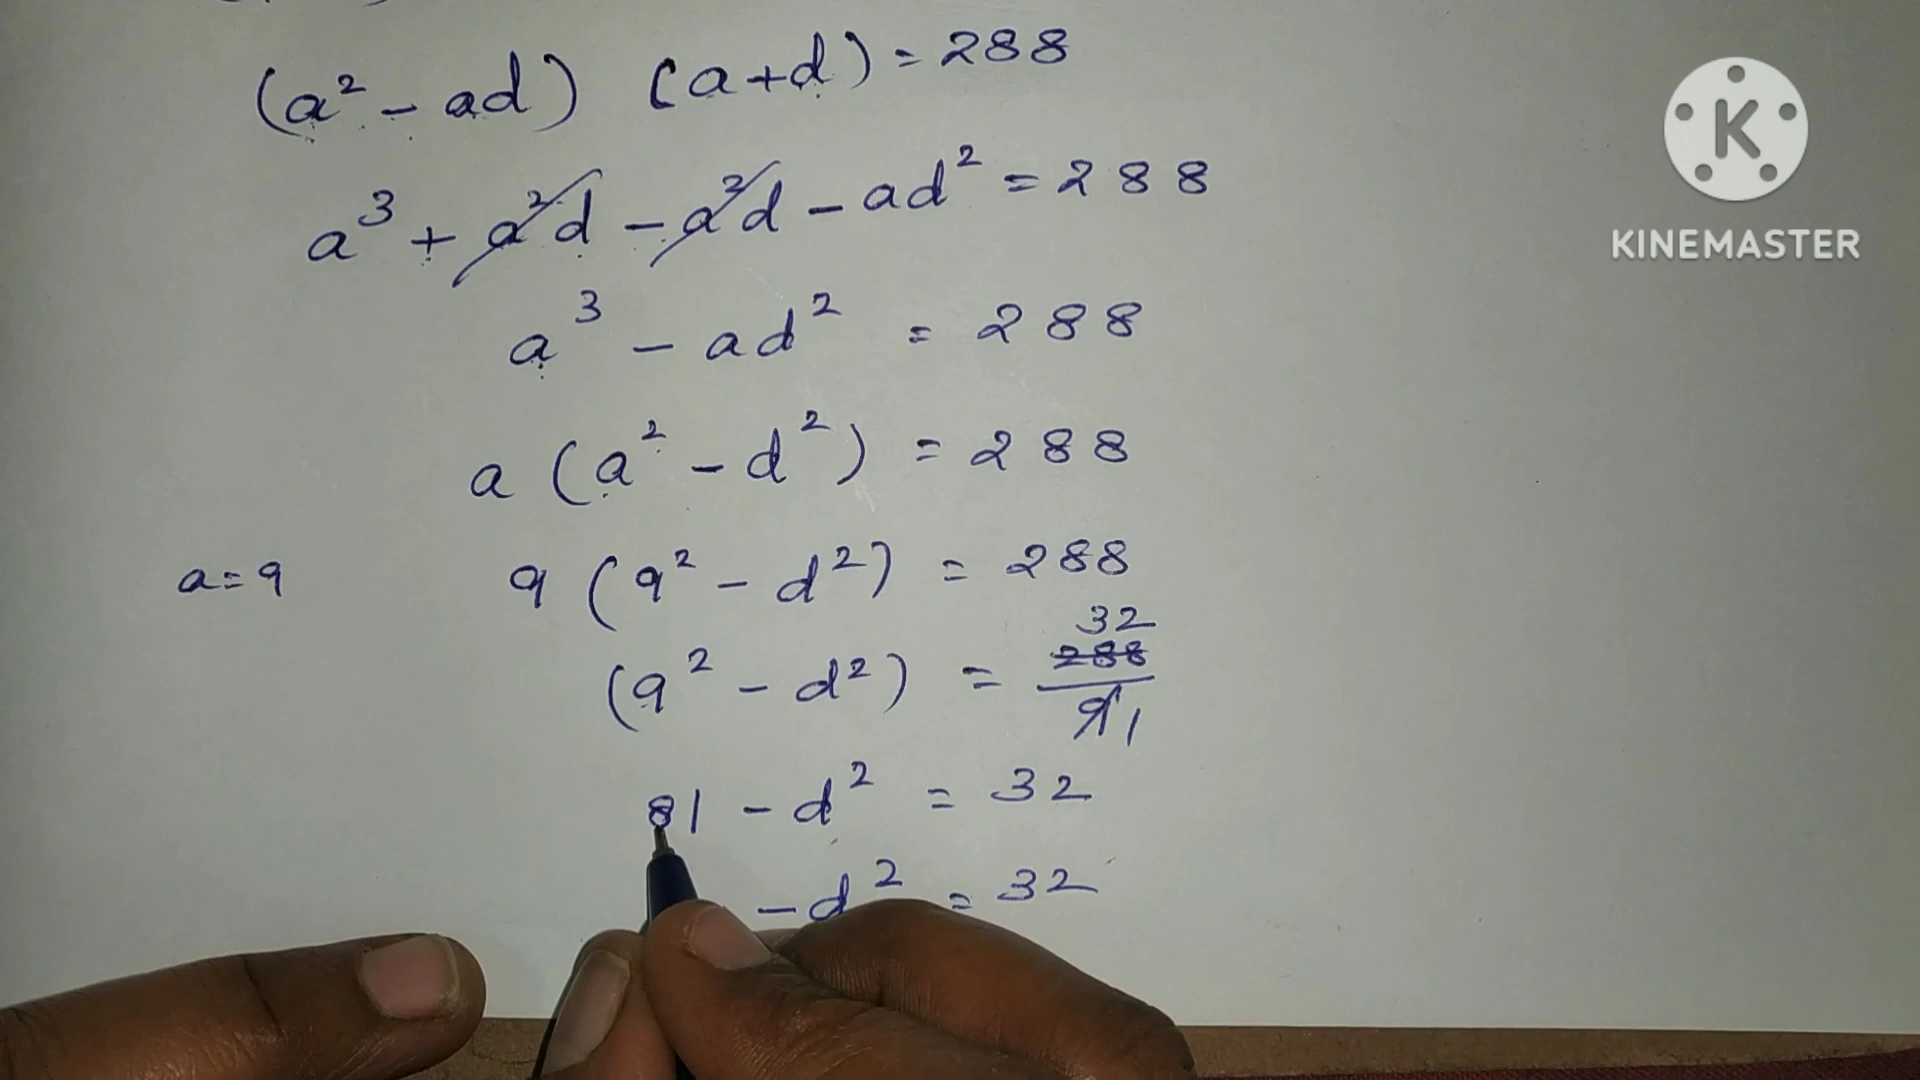 (a² - ad) (a+d) = 288
a³ + a²d - a²d - ad² = 288
a³ - ad² = 288
a (a² - d²) = 288
a = 9 9 (9² - d²) = 288
32
(9² - d²) = 288/9 1
81 - d² = 32
- d² = 32
K
KINEMASTER